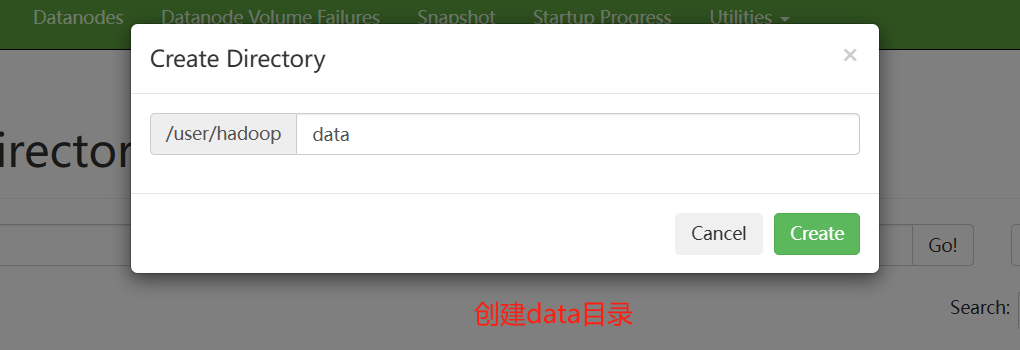 Datanodes Datanode Volume Failures Snapshot Startup Progress Utilities
Create Directory ×
/user/hadoop data
irector
Cancel Create
Go!
Search:
创建data目录